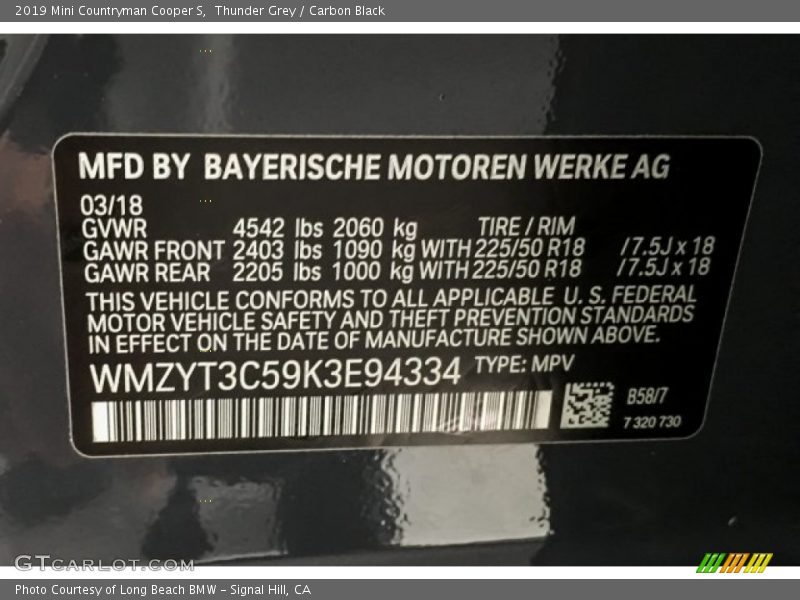 2019 Mini Countryman Cooper S,  Thunder Grey / Carbon Black
MFD BY BAYERISCHE MOTOREN WERKE AG
03/18
GVWR 4542 lbs 2060 kg TIRE / RIM
GAWR FRONT 2403 lbs 1090 kg WITH 225/50 R18 /7.5J x 18
GAWR REAR 2205 lbs 1000 kg WITH 225/50 R18 /7.5J x 18
THIS VEHICLE CONFORMS TO ALL APPLICABLE U. S. FEDERAL
MOTOR VEHICLE SAFETY AND THEFT PREVENTION STANDARDS
IN EFFECT ON THE DATE OF MANUFACTURE SHOWN ABOVE.
WMZYT3C59K3E94334 TYPE: MPV
B58/7
7 320 730
GTCARLOT.COM
Photo Courtesy of Long Beach BMW - Signal Hill, CA